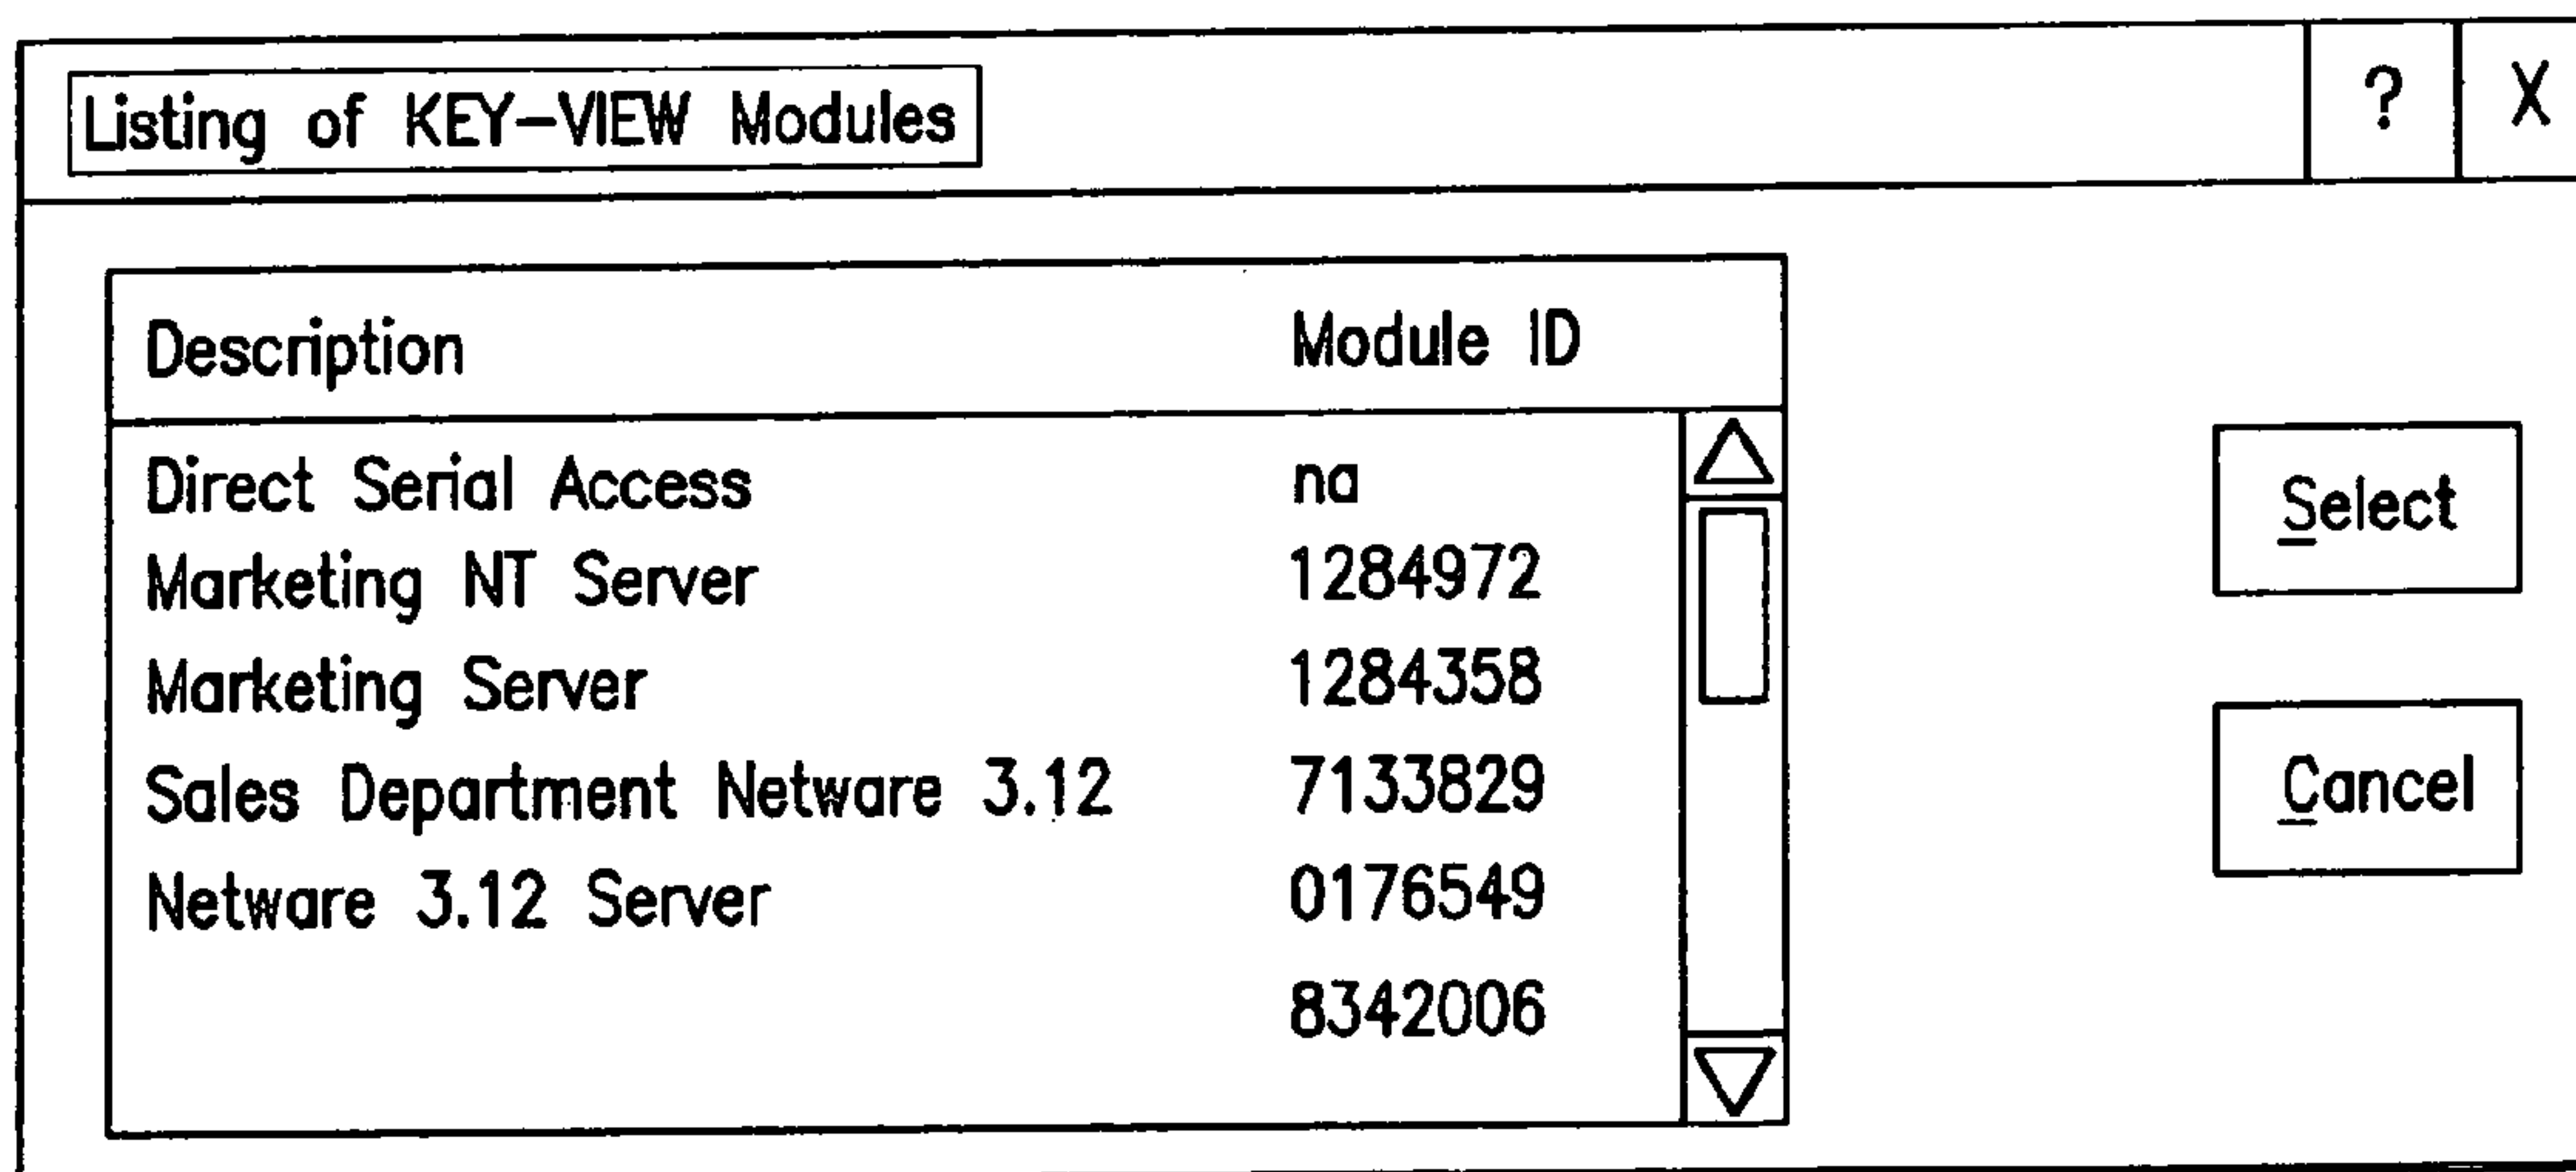 Listing of KEY-VIEW Modules ? X
Description Module ID
Direct Serial Access na
Marketing NT Server 1284972
Select
Marketing Server 1284358
Sales Department Netware 3.12 7133829
Cancel
Netware 3.12 Server 0176549
8342006